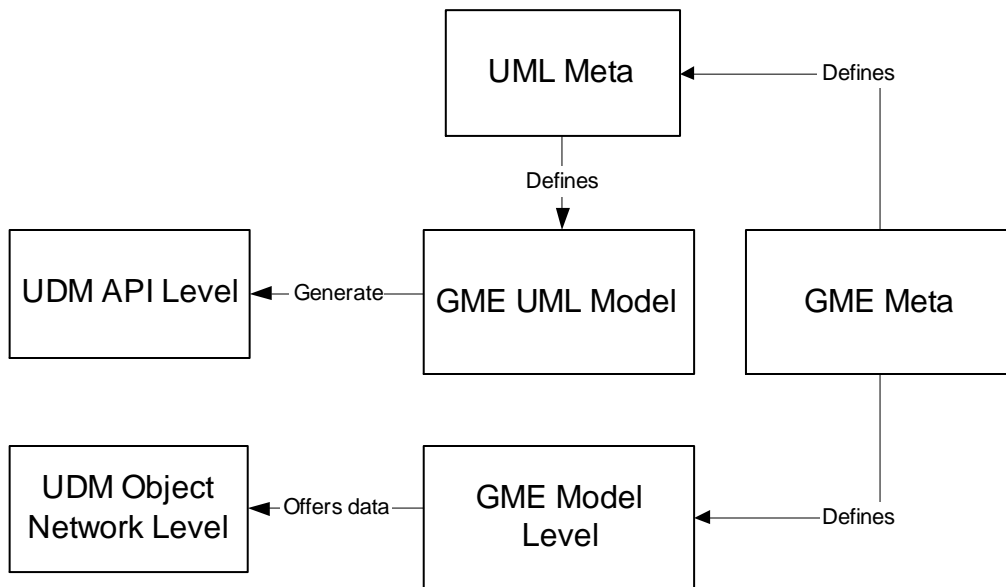 UML Meta
Defines
Defines
UDM API Level
Generate
GME UML Model
GME Meta
UDM Object
Network Level
Offers data
GME Model
Level
Defines